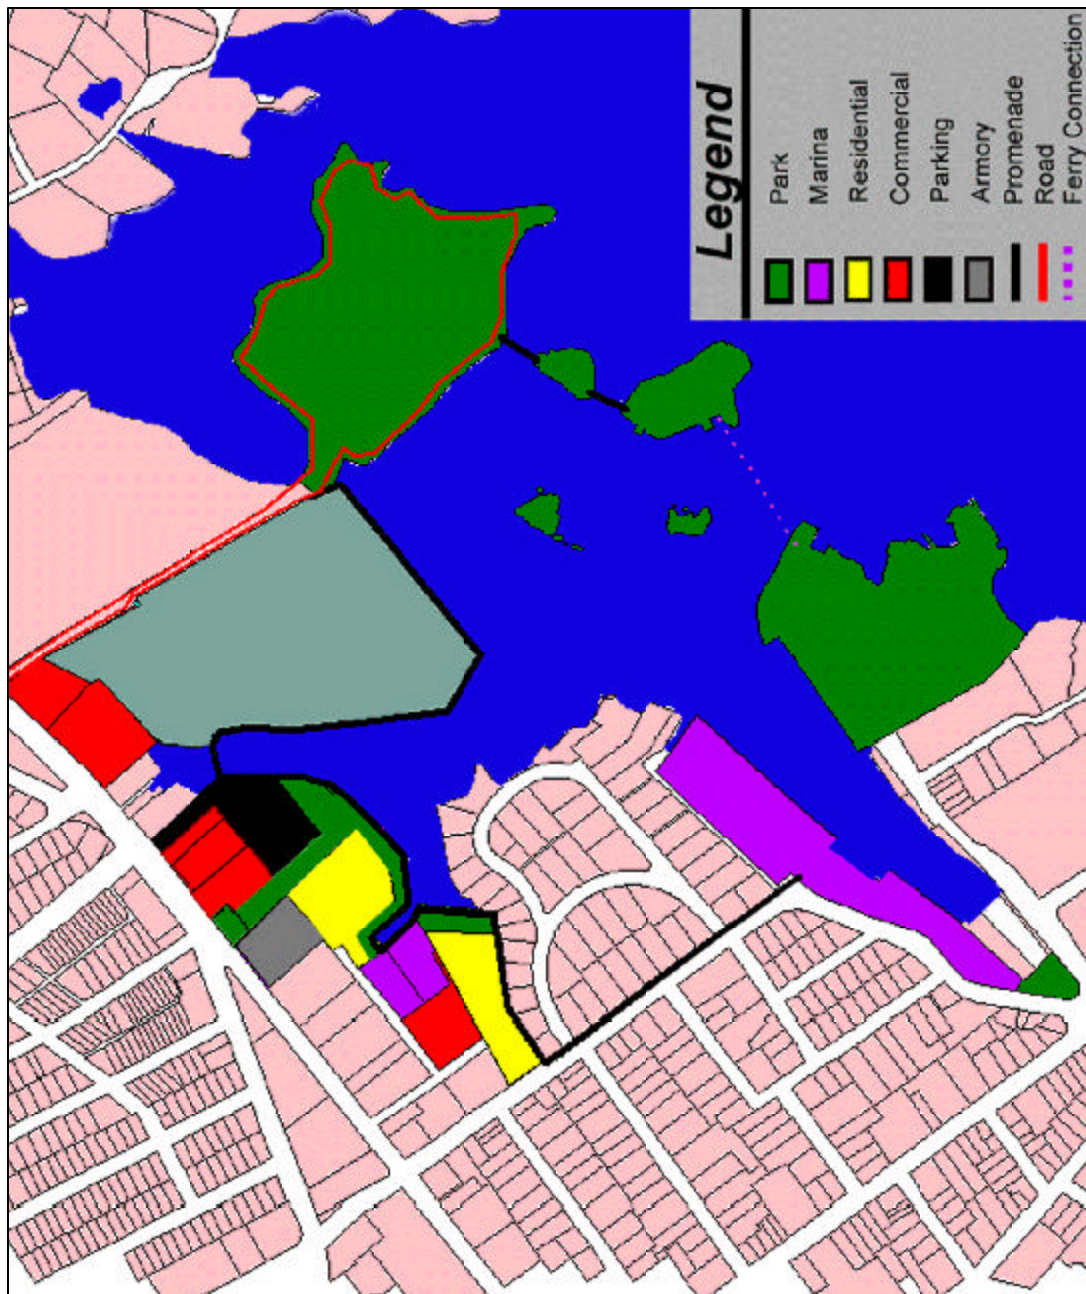 Legend
Park
Marina
Residential
Commercial
Parking
Armory
Promenade
Road
Ferry Connection